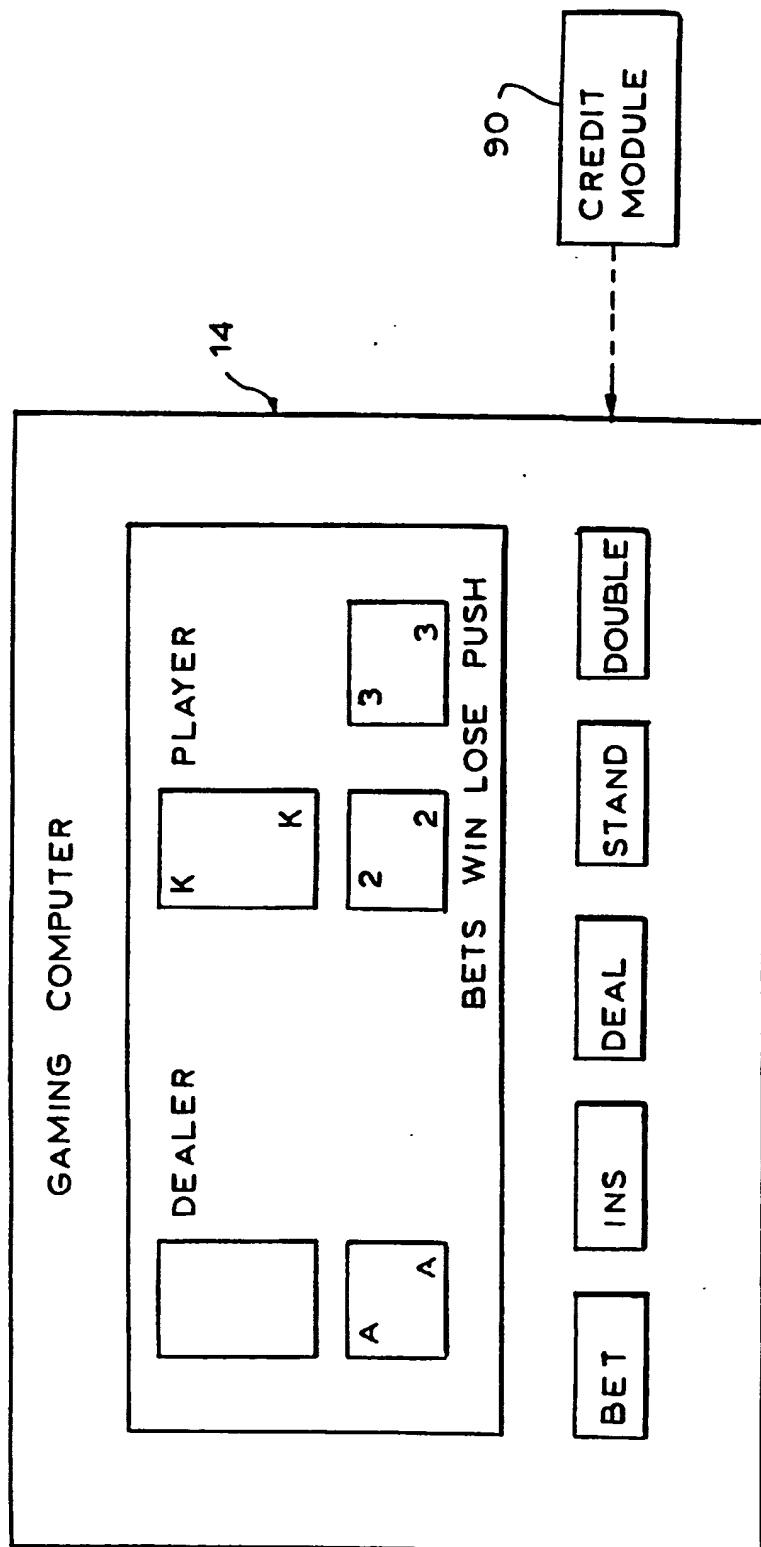 GAMING COMPUTER
14
DEALER PLAYER
K
K
A
A
2
2
3
3
BETS WIN LOSE PUSH
BET INS DEAL STAND DOUBLE
90
CREDIT
MODULE